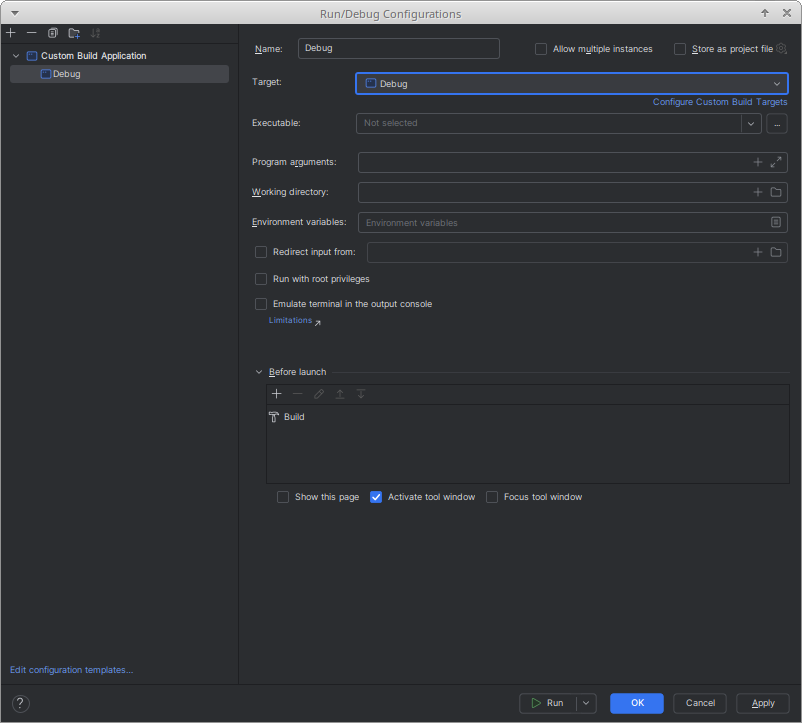 Run/Debug Configurations
Custom Build Application
Debug
Name: Debug
Allow multiple instances
Store as project file
Target: Debug
Configure Custom Build Targets
Executable: Not selected
...
Program arguments:
Working directory:
Environment variables: Environment variables
Redirect input from:
Run with root privileges
Emulate terminal in the output console
Limitations
Before launch
Build
Show this page
Activate tool window
Focus tool window
Edit configuration templates...
?
Run
OK
Cancel
Apply